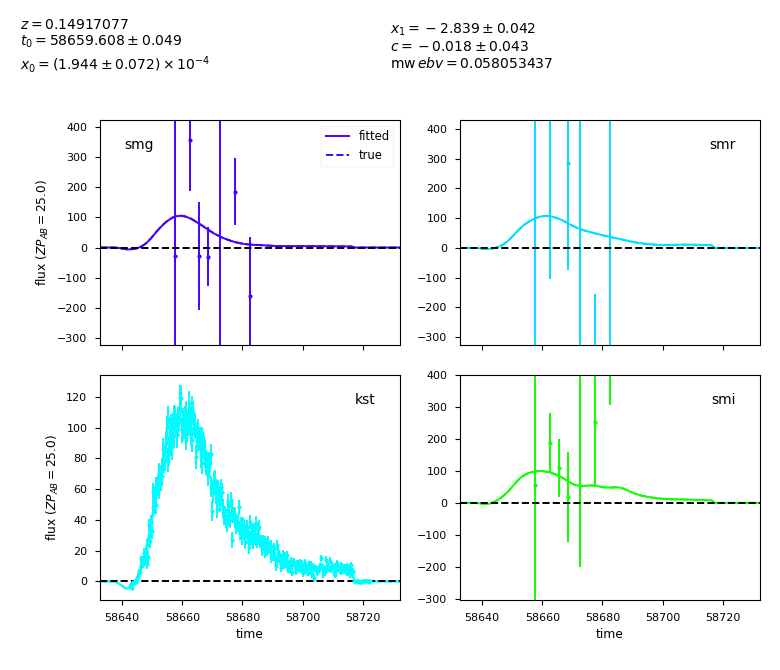 z = 0.14917077
t₀ = 58659.608 ± 0.049
x₀ = (1.944 ± 0.072) × 10⁻⁴
x₁ = −2.839 ± 0.042
c = −0.018 ± 0.043
mw ebv = 0.058053437
smg
fitted
true
400
300
200
100
0
−100
−200
−300
flux (ZP_AB = 25.0)
smr
400
300
200
100
0
−100
−200
−300
kst
120
100
80
60
40
20
0
flux (ZP_AB = 25.0)
58640 58660 58680 58700 58720
time
smi
400
300
200
100
0
−100
−200
−300
58640 58660 58680 58700 58720
time